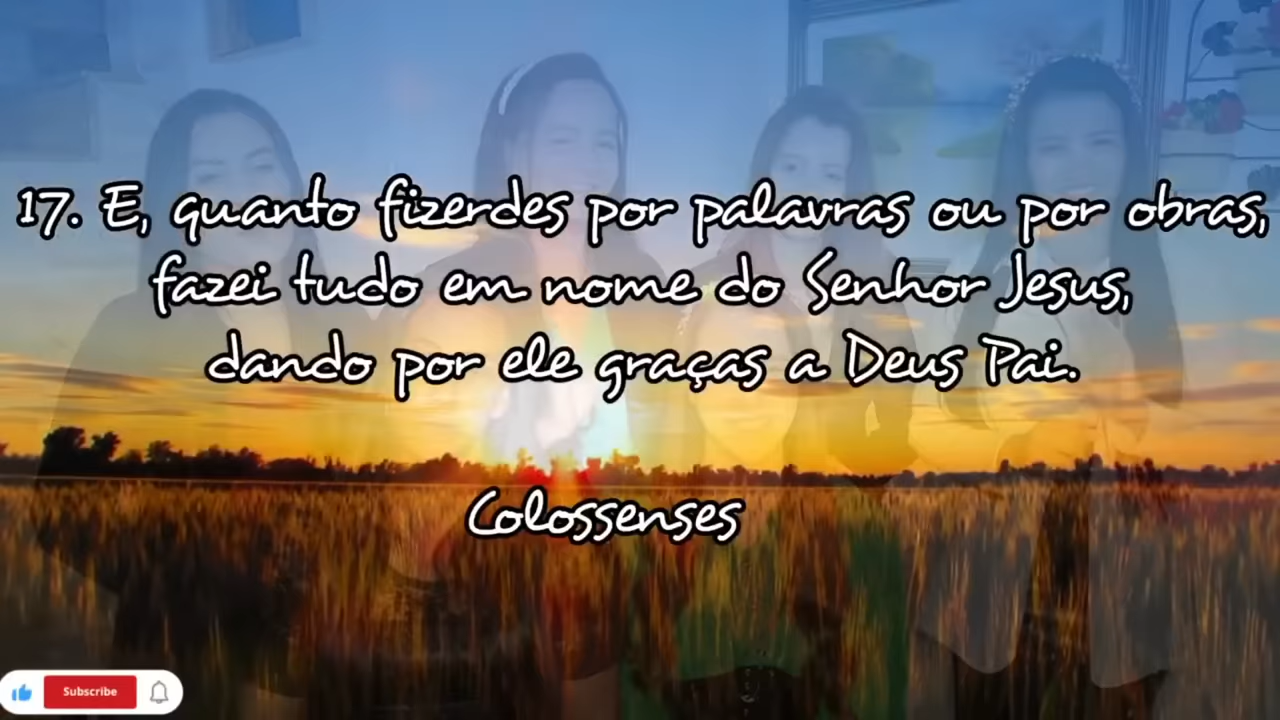 17. E, quanto fizerdes por palavras ou por obras,
fazei tudo em nome do Senhor Jesus,
dando por ele graças a Deus Pai.
Colossenses
Subscribe